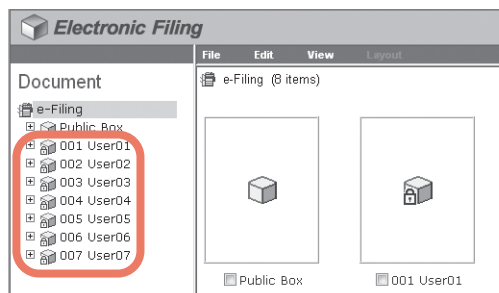 Electronic Filing
File Edit View Layout
Document
e-Filing (8 items)
e-Filing
Public Box
001 User01
002 User02
003 User03
004 User04
005 User05
006 User06
007 User07
Public Box
001 User01